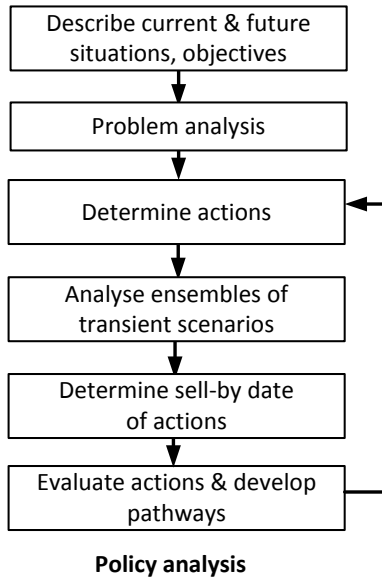 Describe current & future
situations, objectives
Problem analysis
Determine actions
Analyse ensembles of
transient scenarios
Determine sell-by date
of actions
Evaluate actions & develop
pathways
Policy analysis